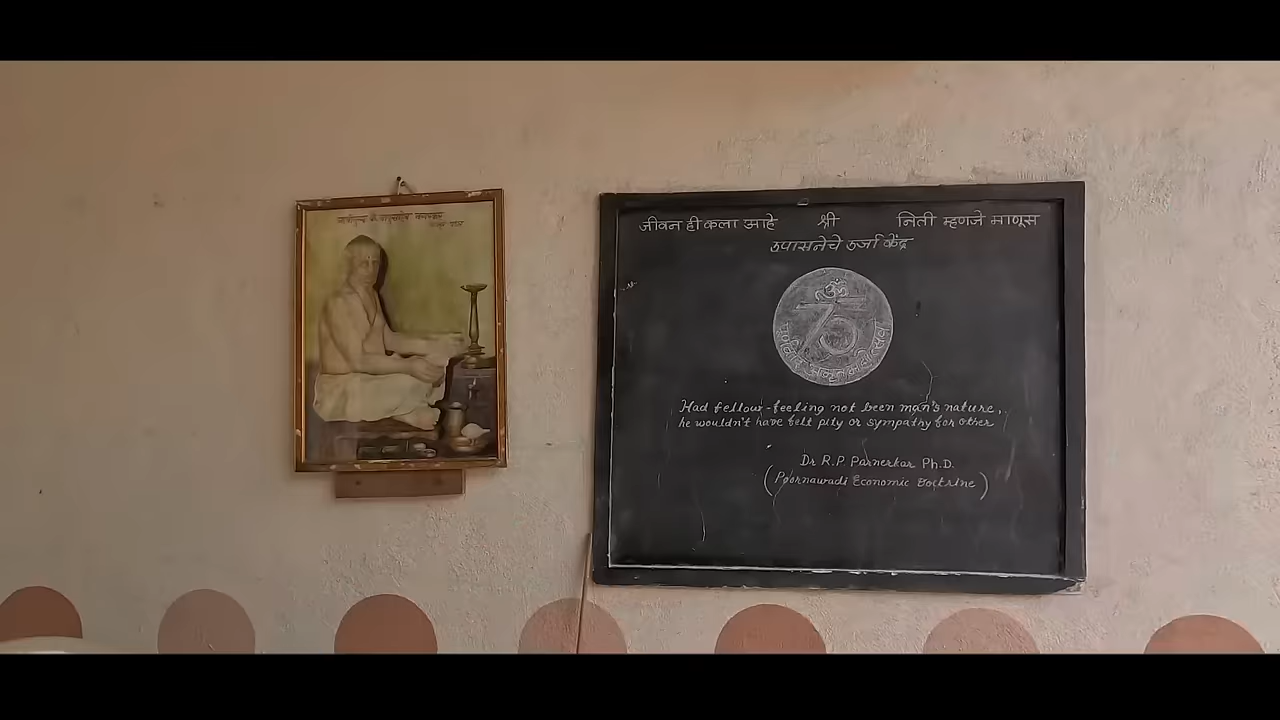 जीवन ही कला आहे श्री निती म्हणजे माणूस
उपासनेचे ऊर्जा केंद्र
ॐ
Had fellow-feeling not been man's nature,
he wouldn't have felt pity or sympathy for other
Dr R.P Parnerkar Ph.D.
(Poornawadi Economic Doctrine)